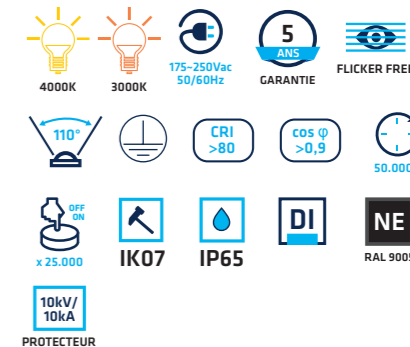 5
ANS
4000K
3000K
175-250Vac
50/60Hz
GARANTIE
FLICKER FREE
110°
CRI
>80
cos φ
>0,9
50.000
OFF
ON
x 25.000
IK07
IP65
DI
NE
RAL 9005
10kV/
10kA
PROTECTEUR